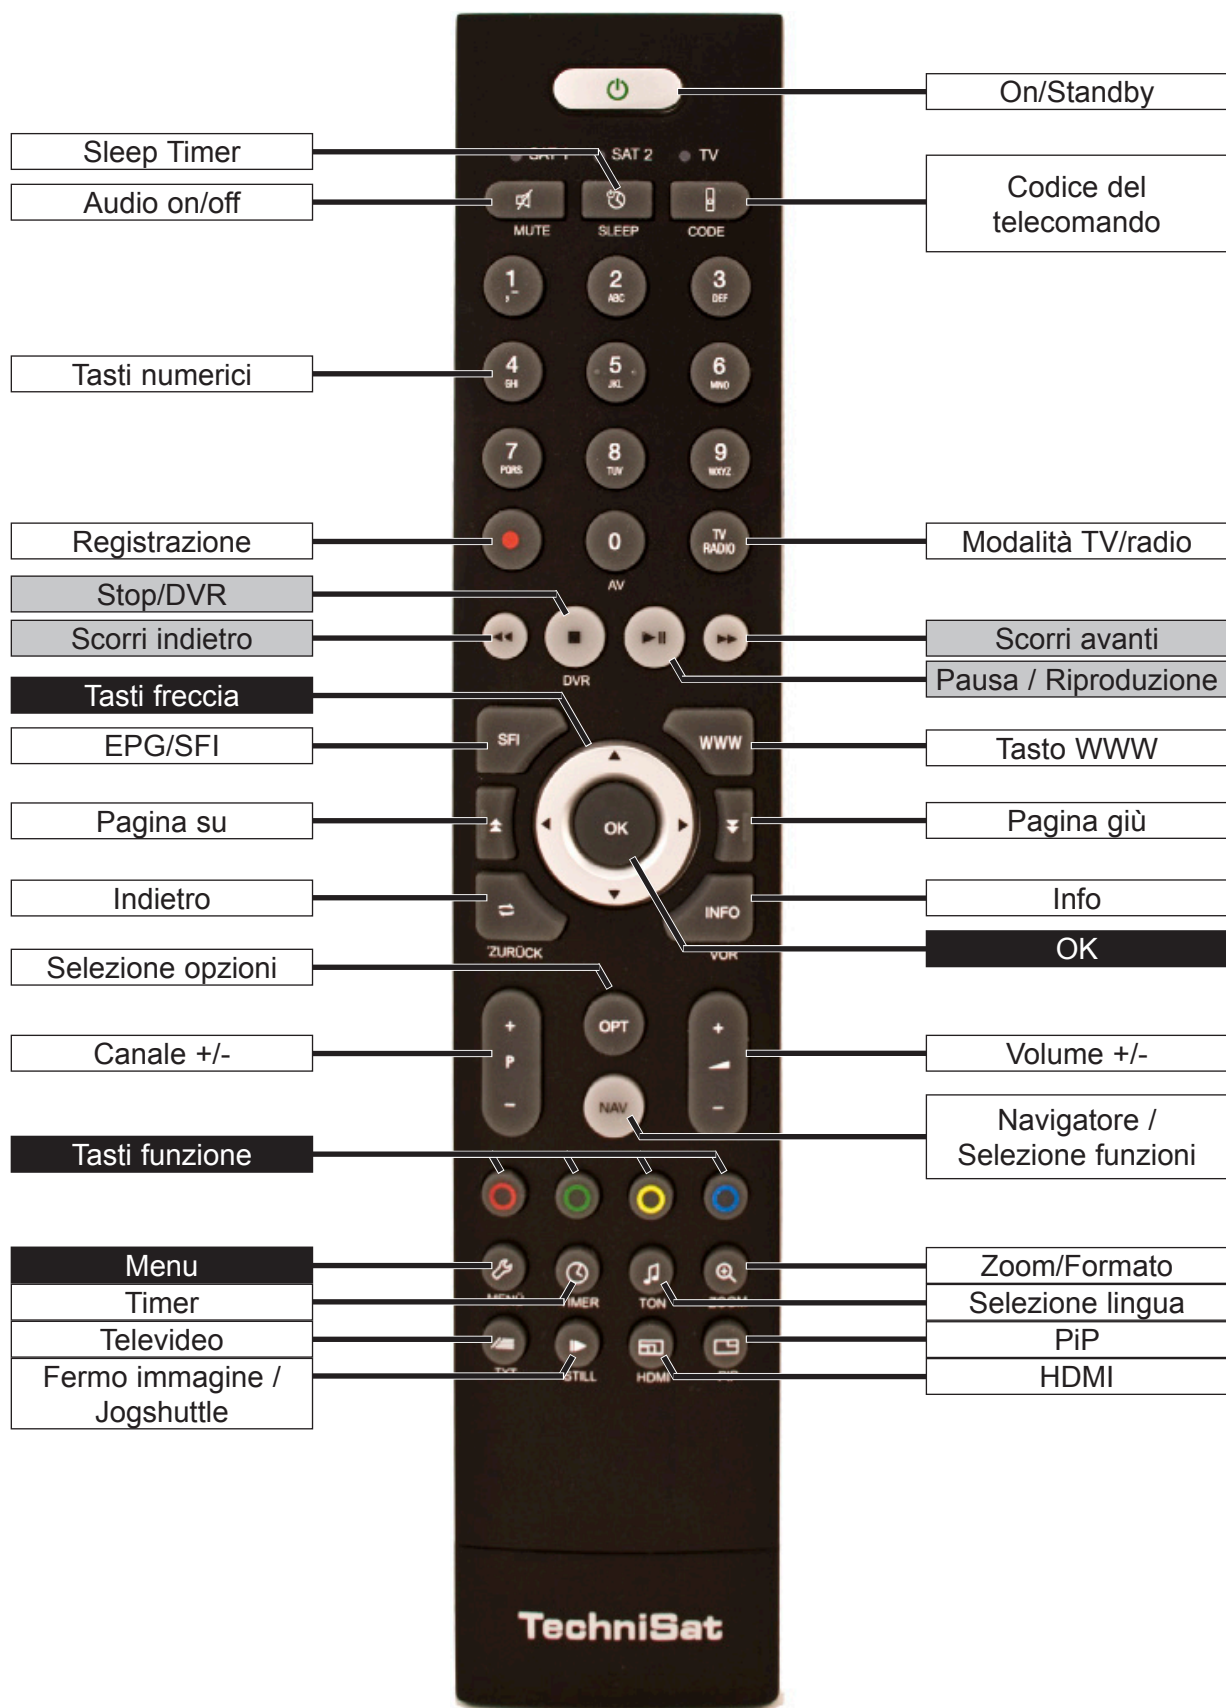 On/Standby
Sleep Timer
SAT 2
TV
Audio on/off
Codice del
telecomando
MUTE
SLEEP
CODE
1
,-
2
ABC
3
DEF
Tasti numerici
4
GHI
5
JKL
6
MNO
7
PQRS
8
TUV
9
WXYZ
Registrazione
0
TV
RADIO
Modalità TV/radio
AV
Stop/DVR
Scorri indietro
Scorri avanti
DVR
Pausa / Riproduzione
Tasti freccia
EPG/SFI
SFI
WWW
Tasto WWW
Pagina su
OK
Pagina giù
Indietro
INFO
Info
ZURÜCK
VOR
OK
Selezione opzioni
OPT
Canale +/-
+
P
-
+
-
Volume +/-
NAV
Navigatore /
Selezione funzioni
Tasti funzione
Menu
Zoom/Formato
MENÜ
TIMER
TON
ZOOM
Timer
Selezione lingua
Televideo
PiP
TXT
STILL
HDMI
PIP
Fermo immagine /
Jogshuttle
HDMI
TechniSat